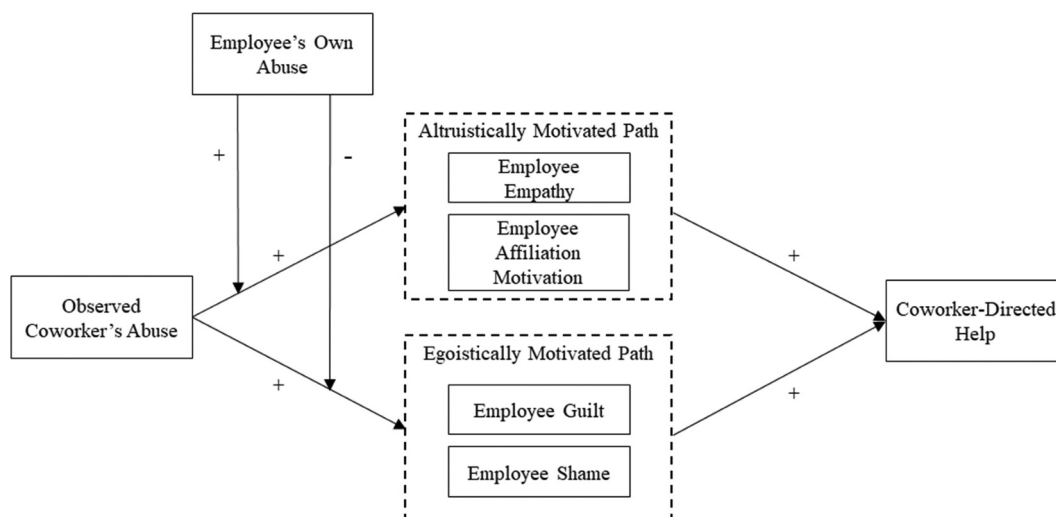 Employee's Own
Abuse
+
-
Altruistically Motivated Path
Employee
Empathy
Employee
Affiliation
Motivation
+
+
Observed
Coworker's Abuse
Coworker-Directed
Help
+
Egoistically Motivated Path
Employee Guilt
Employee Shame
+